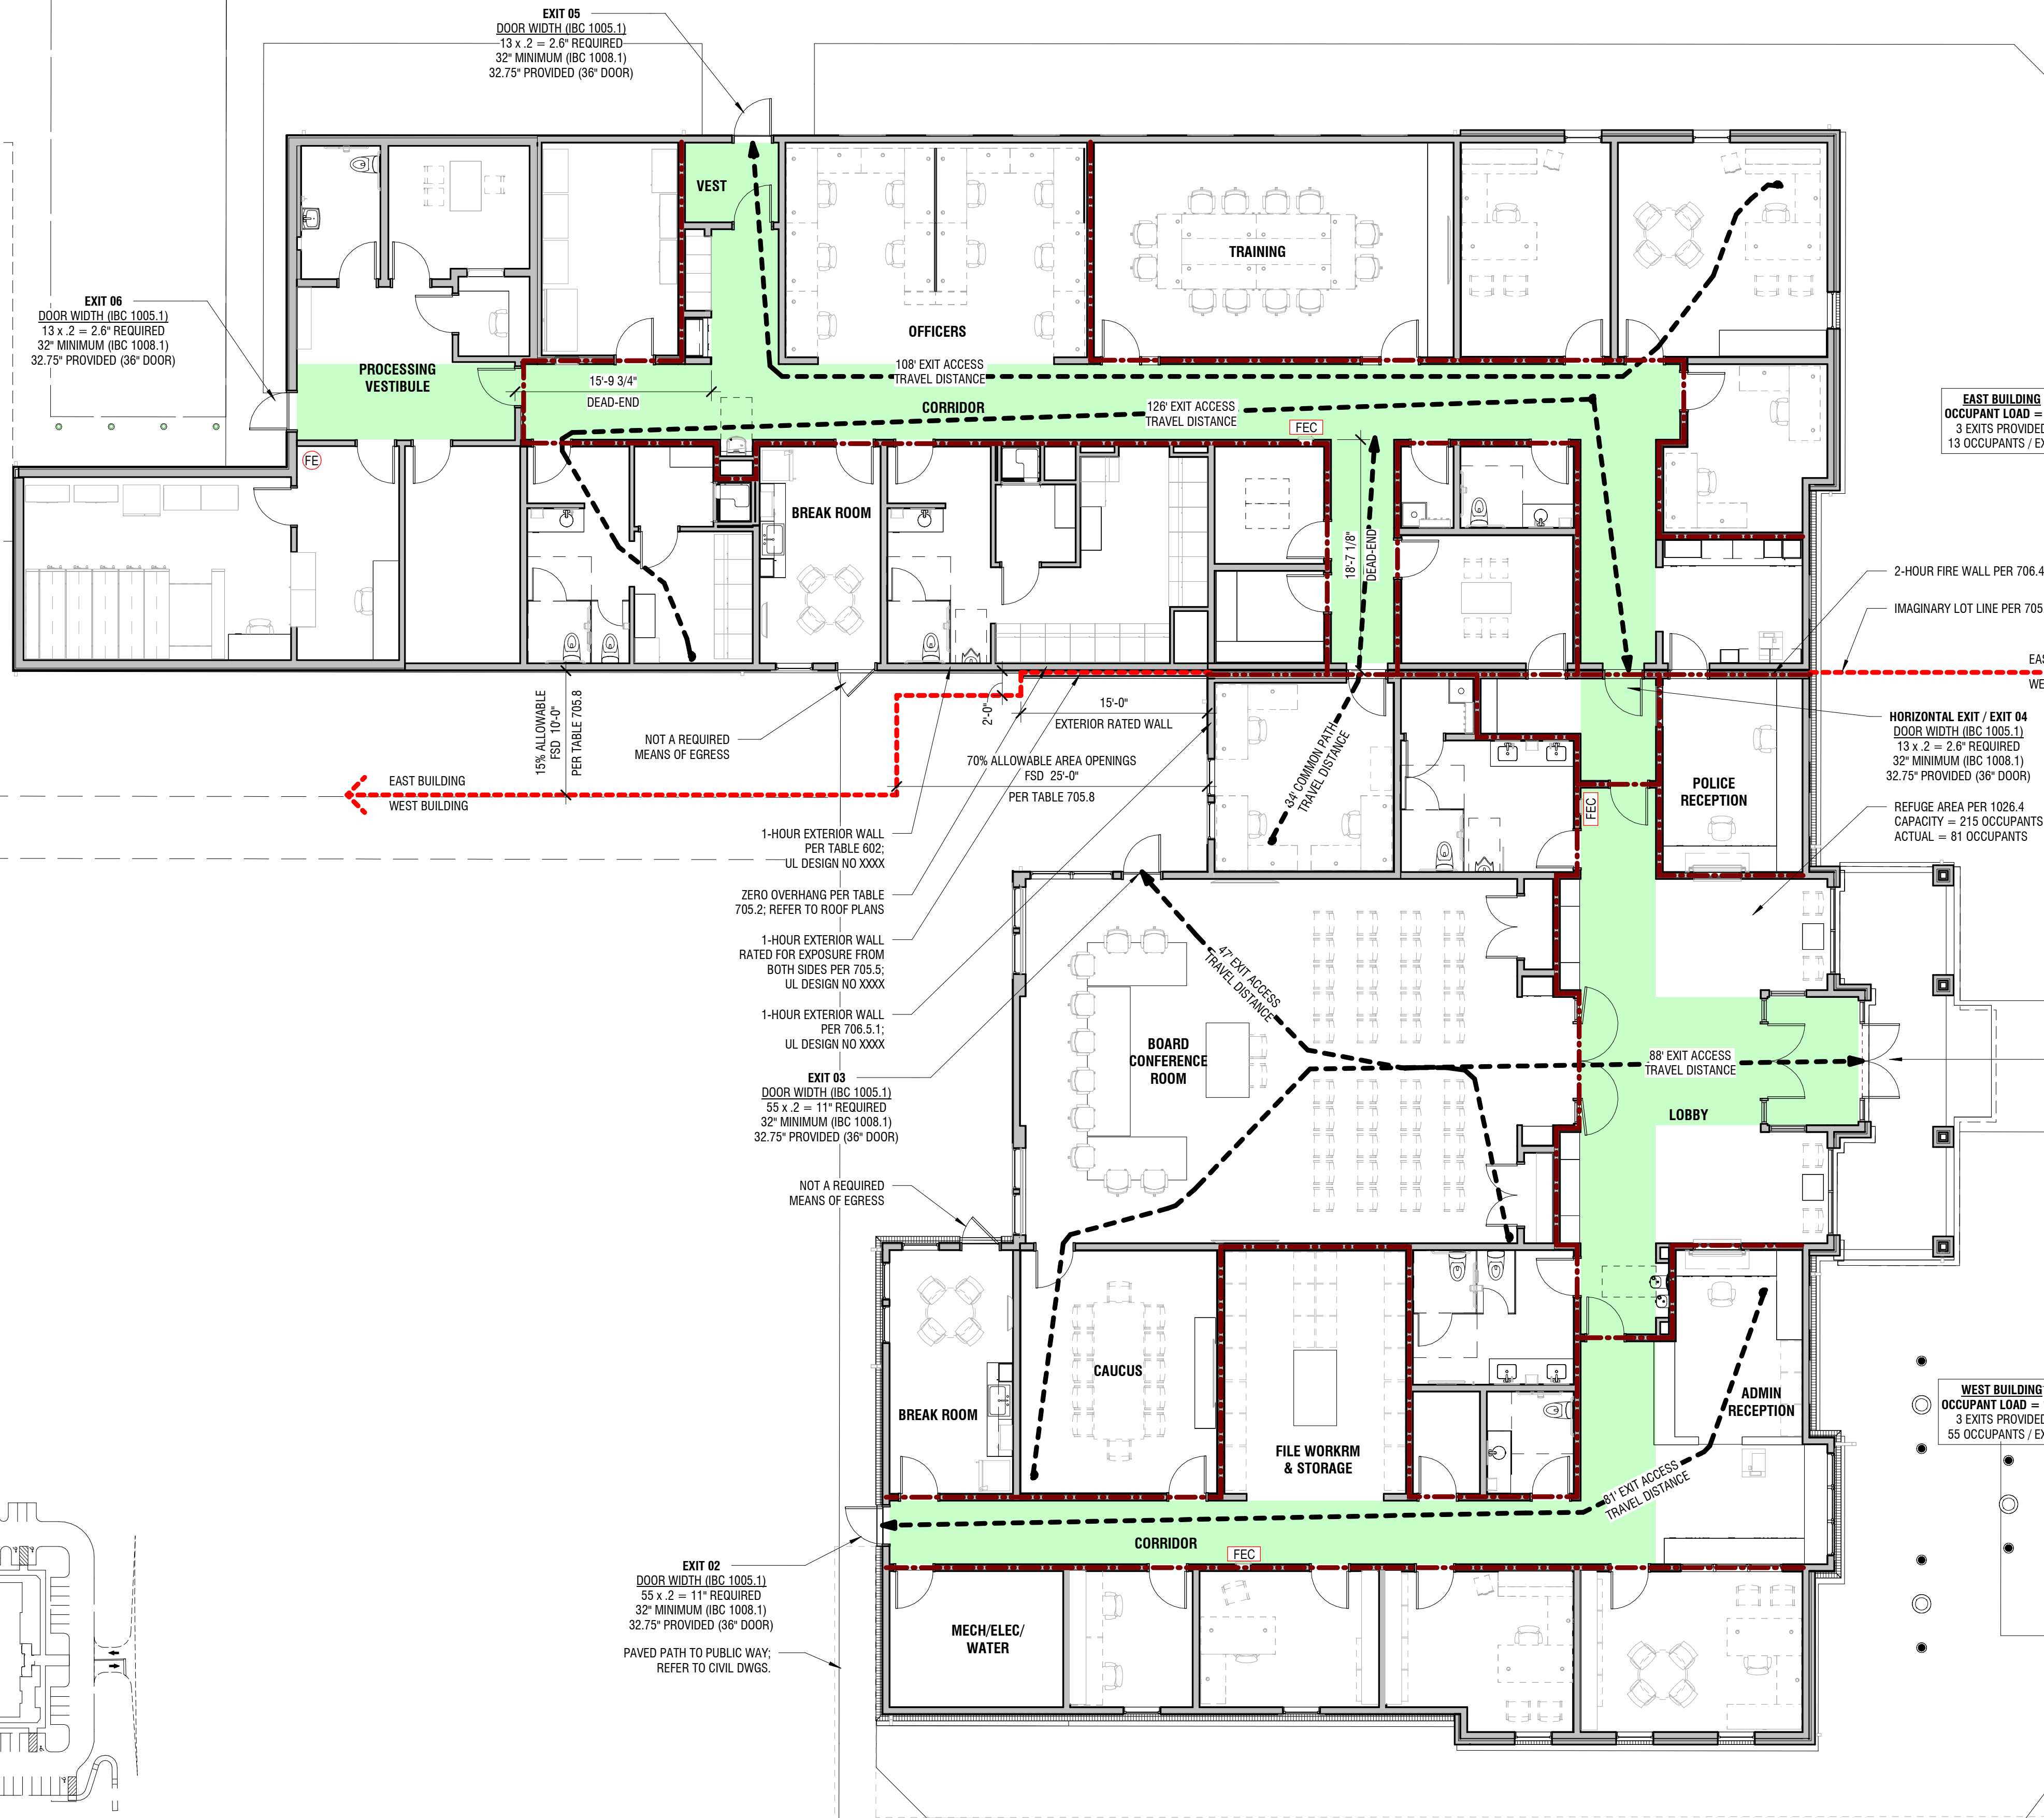 EXIT 05
DOOR WIDTH (IBC 1005.1)
13 x .2 = 2.6" REQUIRED
32" MINIMUM (IBC 1008.1)
32.75" PROVIDED (36" DOOR)
VEST
OFFICERS
TRAINING
EXIT 06
DOOR WIDTH (IBC 1005.1)
13 x .2 = 2.6" REQUIRED
32" MINIMUM (IBC 1008.1)
32.75" PROVIDED (36" DOOR)
PROCESSING
VESTIBULE
108' EXIT ACCESS
TRAVEL DISTANCE
15'-9 3/4"
DEAD-END
CORRIDOR
126' EXIT ACCESS
TRAVEL DISTANCE
FEC
EAST BUILDING
OCCUPANT LOAD =
3 EXITS PROVIDED
13 OCCUPANTS / EX
FE
BREAK ROOM
18'-7 1/8"
DEAD-END
2-HOUR FIRE WALL PER 706.4
IMAGINARY LOT LINE PER 705
EAS
WE
15% ALLOWABLE
FSD 10'-0"
PER TABLE 705.8
NOT A REQUIRED
MEANS OF EGRESS
2'-0"
15'-0"
EXTERIOR RATED WALL
70% ALLOWABLE AREA OPENINGS
FSD 25'-0"
PER TABLE 705.8
34' COMMON PATH
TRAVEL DISTANCE
EAST BUILDING
WEST BUILDING
POLICE
RECEPTION
FEC
HORIZONTAL EXIT / EXIT 04
DOOR WIDTH (IBC 1005.1)
13 x .2 = 2.6" REQUIRED
32" MINIMUM (IBC 1008.1)
32.75" PROVIDED (36" DOOR)
REFUGE AREA PER 1026.4
CAPACITY = 215 OCCUPANTS
ACTUAL = 81 OCCUPANTS
1-HOUR EXTERIOR WALL
PER TABLE 602;
UL DESIGN NO XXXX
ZERO OVERHANG PER TABLE
705.2; REFER TO ROOF PLANS
1-HOUR EXTERIOR WALL
RATED FOR EXPOSURE FROM
BOTH SIDES PER 705.5;
UL DESIGN NO XXXX
1-HOUR EXTERIOR WALL
PER 706.5.1;
UL DESIGN NO XXXX
47' EXIT ACCESS
TRAVEL DISTANCE
BOARD
CONFERENCE
ROOM
88' EXIT ACCESS
TRAVEL DISTANCE
LOBBY
EXIT 03
DOOR WIDTH (IBC 1005.1)
55 x .2 = 11" REQUIRED
32" MINIMUM (IBC 1008.1)
32.75" PROVIDED (36" DOOR)
NOT A REQUIRED
MEANS OF EGRESS
BREAK ROOM
CAUCUS
FILE WORKRM
& STORAGE
ADMIN
RECEPTION
WEST BUILDING
OCCUPANT LOAD =
3 EXITS PROVIDED
55 OCCUPANTS / EX
81' EXIT ACCESS
TRAVEL DISTANCE
CORRIDOR
FEC
EXIT 02
DOOR WIDTH (IBC 1005.1)
55 x .2 = 11" REQUIRED
32" MINIMUM (IBC 1008.1)
32.75" PROVIDED (36" DOOR)
MECH/ELEC/
WATER
PAVED PATH TO PUBLIC WAY;
REFER TO CIVIL DWGS.